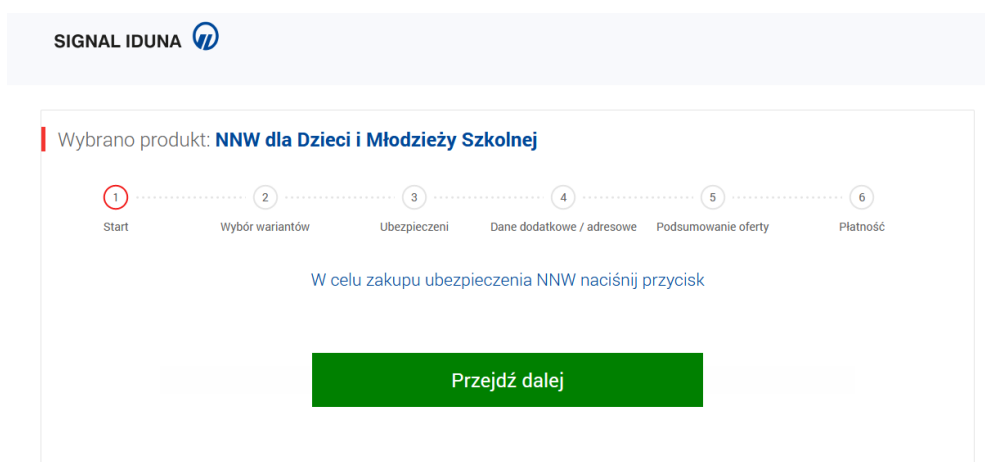 SIGNAL IDUNA
Wybrano produkt: NNW dla Dzieci i Młodzieży Szkolnej
1 2 3 4 5 6
Start Wybór wariantów Ubezpieczeni Dane dodatkowe / adresowe Podsumowanie oferty Płatność
W celu zakupu ubezpieczenia NNW naciśnij przycisk
Przejdź dalej